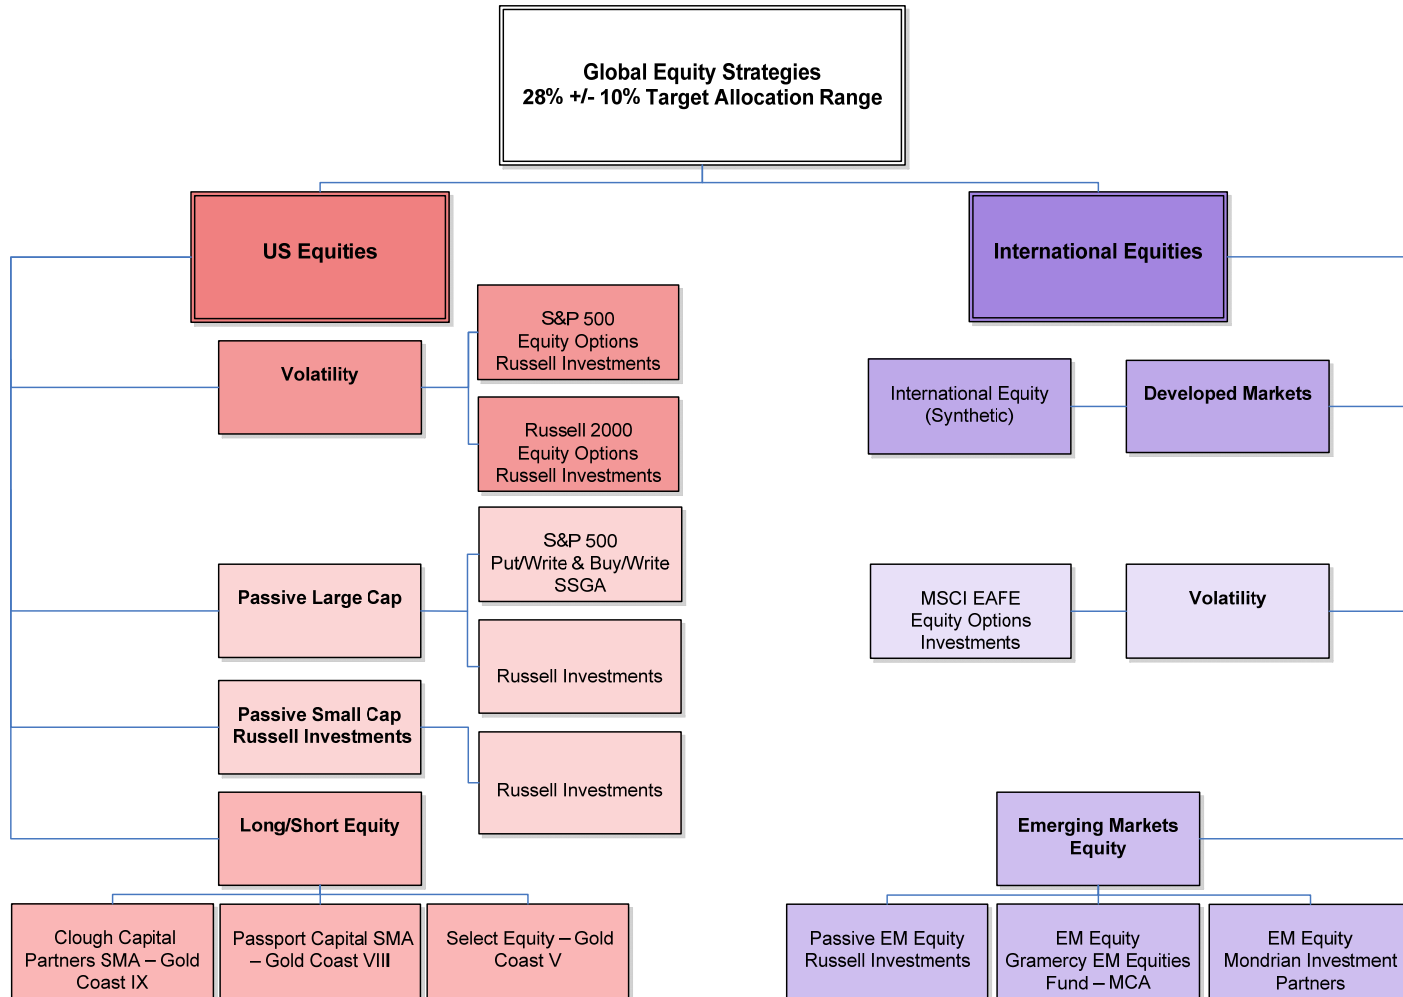 Global Equity Strategies
28% +/- 10% Target Allocation Range
US Equities
International Equities
S&P 500
Equity Options
Russell Investments
Volatility
Russell 2000
Equity Options
Russell Investments
S&P 500
Put/Write & Buy/Write
SSGA
Passive Large Cap
Russell Investments
Passive Small Cap
Russell Investments
Russell Investments
Long/Short Equity
Clough Capital
Partners SMA – Gold
Coast IX
Passport Capital SMA
– Gold Coast VIII
Select Equity – Gold
Coast V
International Equity
(Synthetic)
Developed Markets
MSCI EAFE
Equity Options
Investments
Volatility
Emerging Markets
Equity
Passive EM Equity
Russell Investments
EM Equity
Gramercy EM Equities
Fund – MCA
EM Equity
Mondrian Investment
Partners